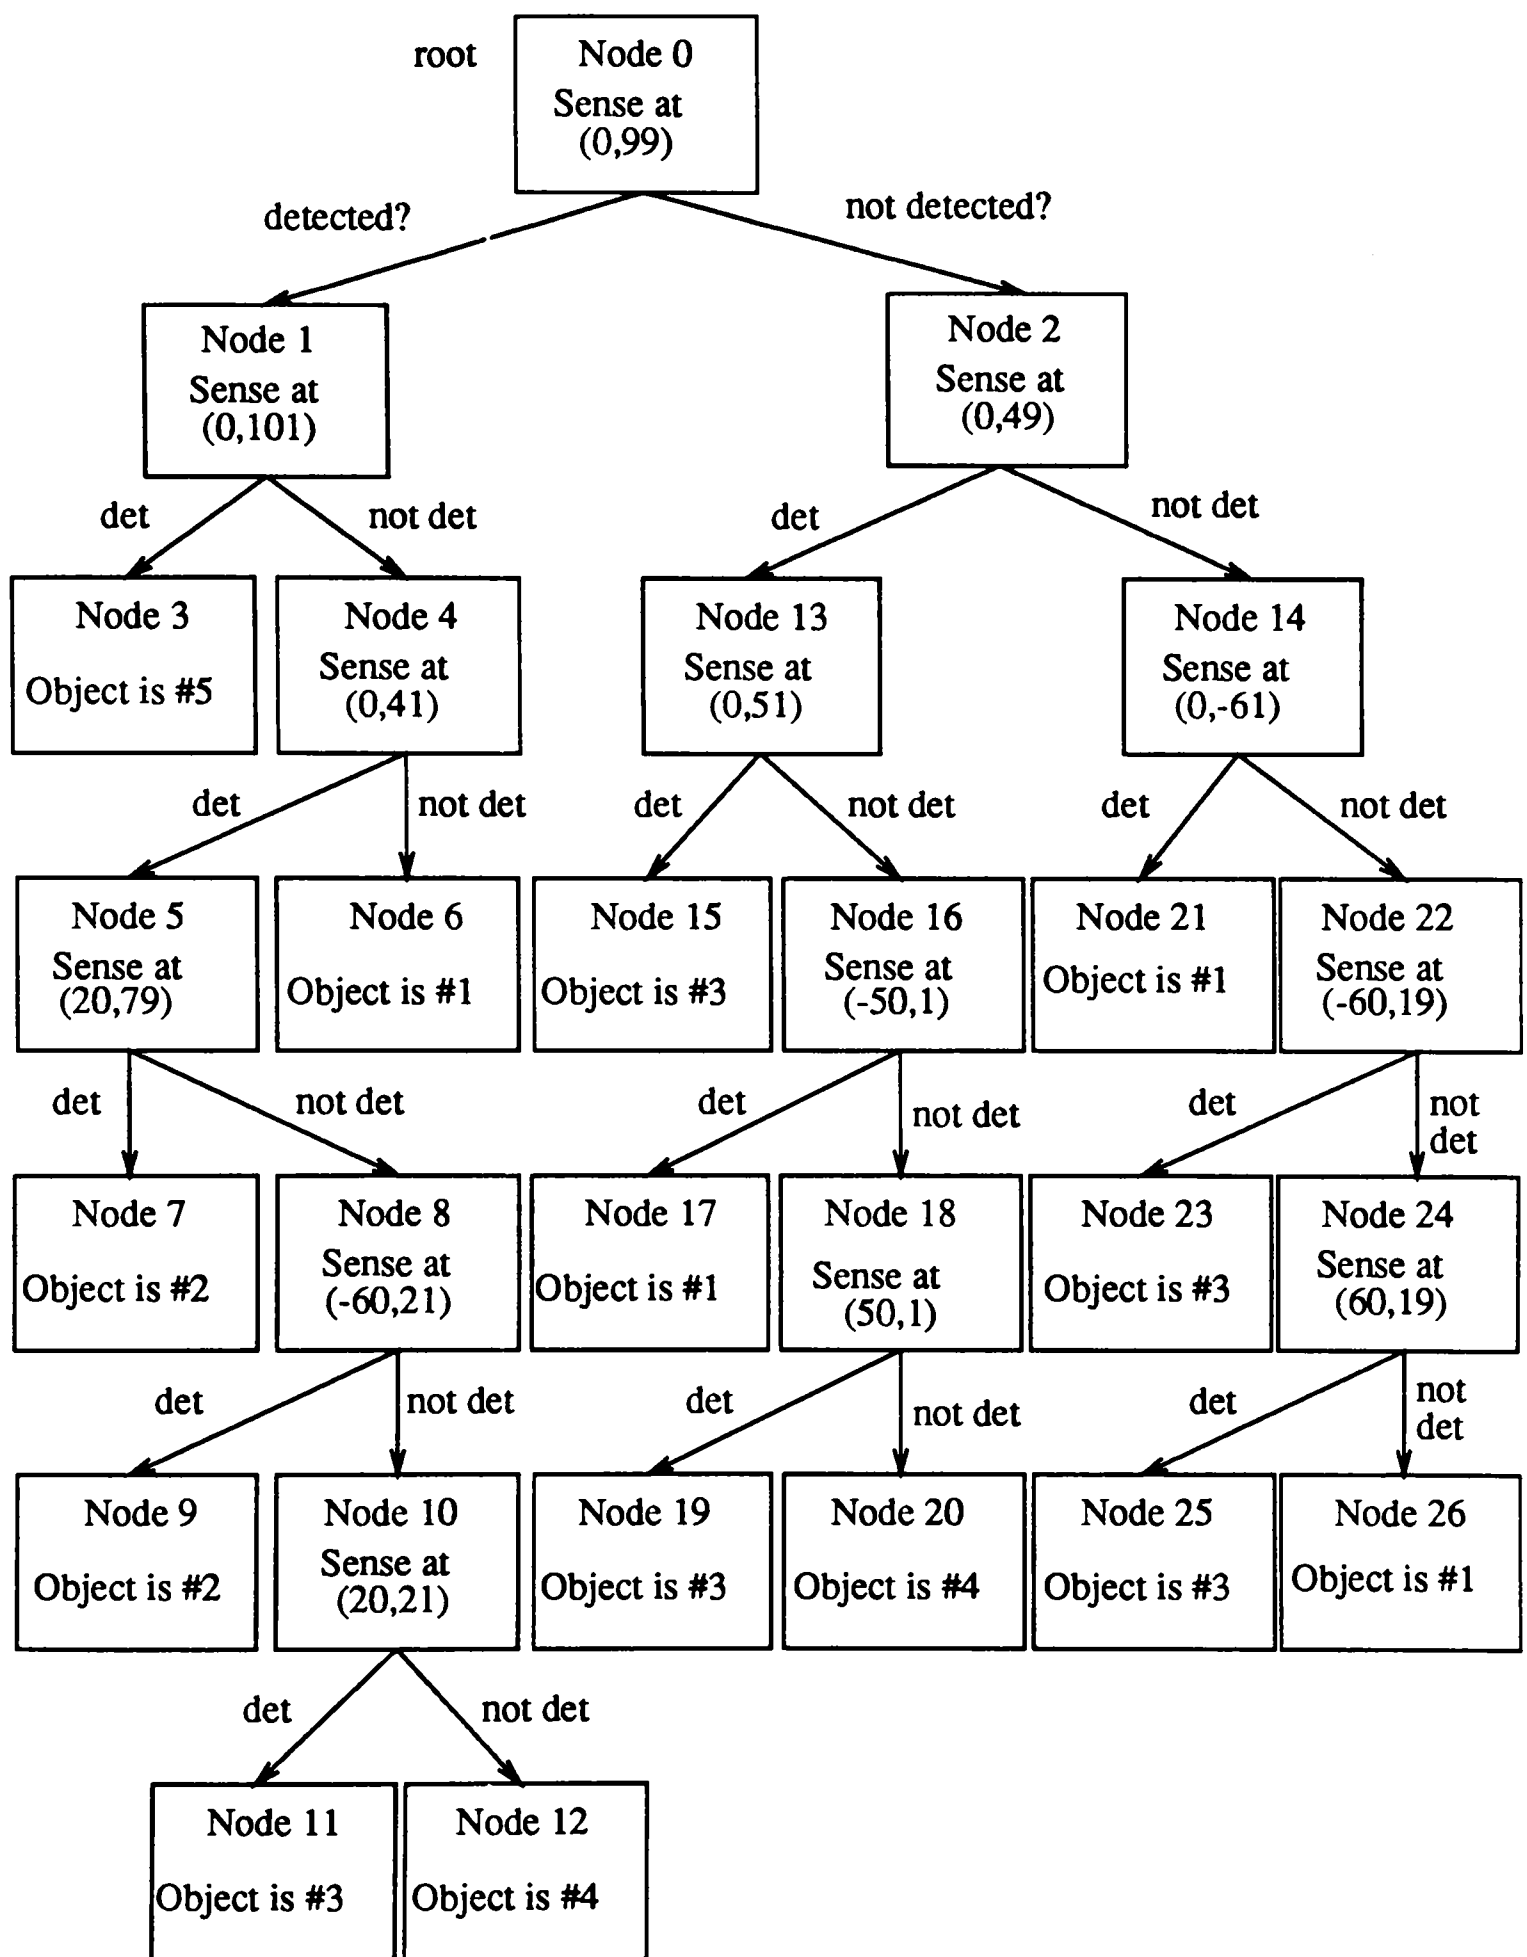 root
Node 0
Sense at
(0,99)
detected?
not detected?
Node 1
Sense at
(0,101)
Node 2
Sense at
(0,49)
det
not det
det
not det
Node 3
Object is #5
Node 4
Sense at
(0,41)
Node 13
Sense at
(0,51)
Node 14
Sense at
(0,-61)
det
not det
det
not det
det
not det
Node 5
Sense at
(20,79)
Node 6
Object is #1
Node 15
Object is #3
Node 16
Sense at
(-50,1)
Node 21
Object is #1
Node 22
Sense at
(-60,19)
det
not det
det
not det
det
not
det
Node 7
Object is #2
Node 8
Sense at
(-60,21)
Node 17
Object is #1
Node 18
Sense at
(50,1)
Node 23
Object is #3
Node 24
Sense at
(60,19)
det
not det
det
not det
det
not
det
Node 9
Object is #2
Node 10
Sense at
(20,21)
Node 19
Object is #3
Node 20
Object is #4
Node 25
Object is #3
Node 26
Object is #1
det
not det
Node 11
Object is #3
Node 12
Object is #4